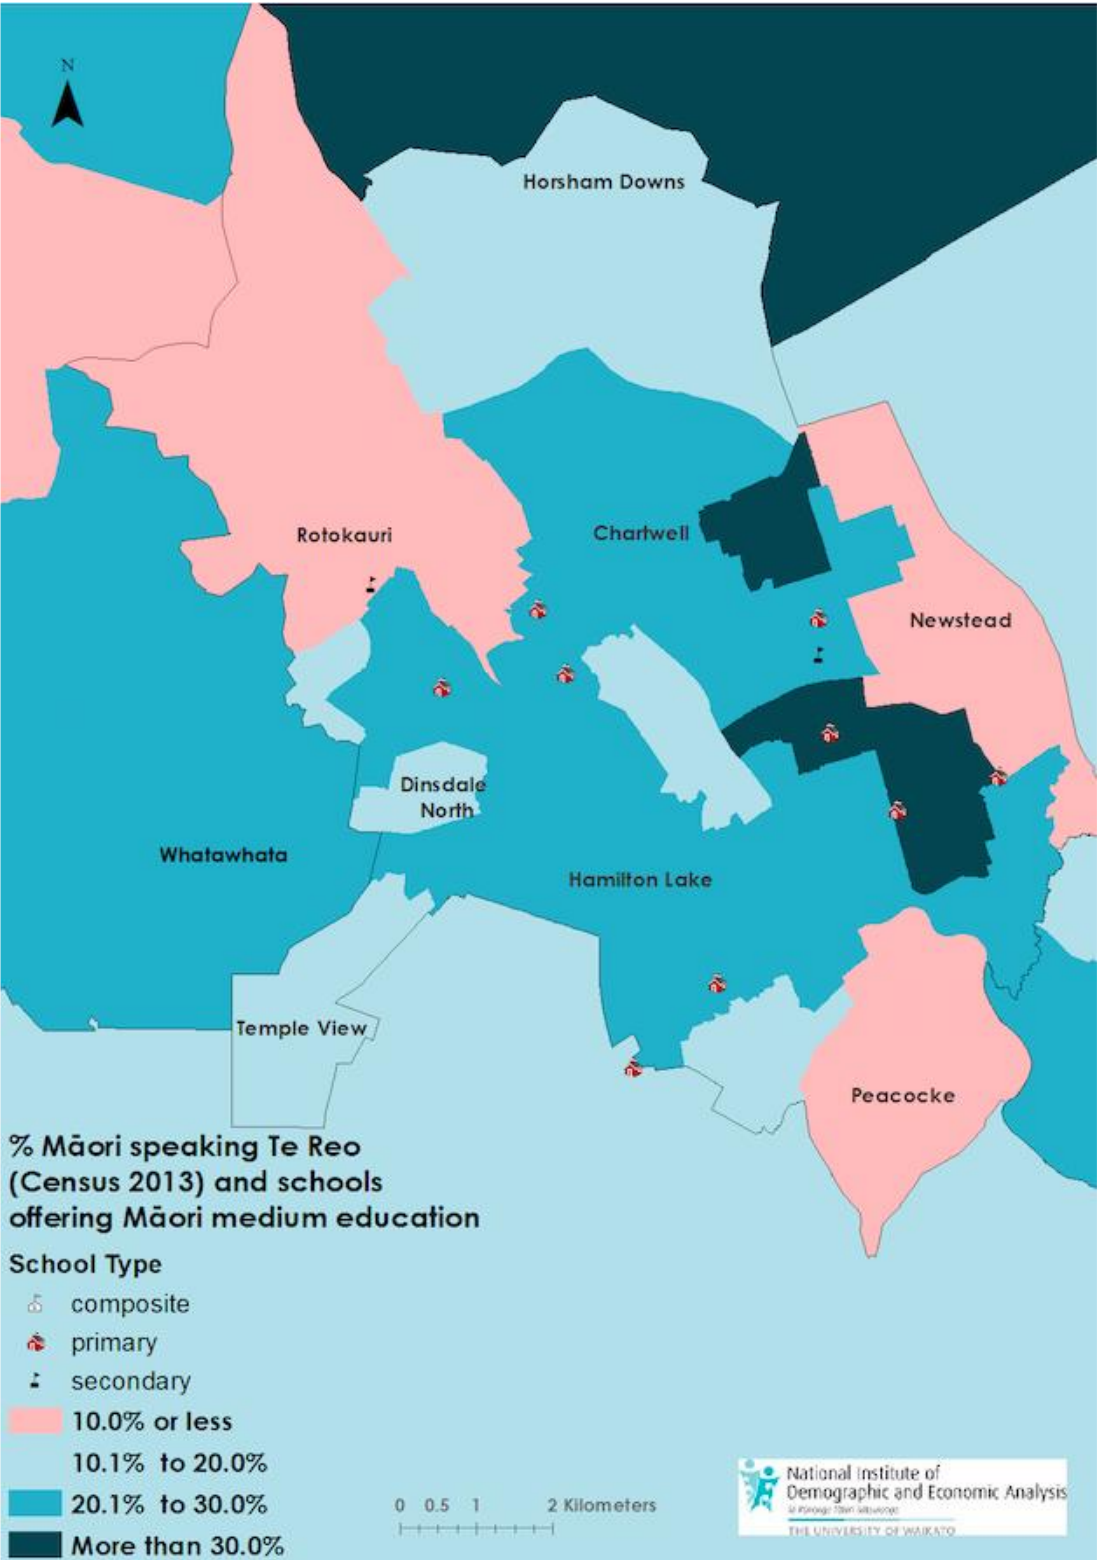 N
Horsham Downs
Rotokauri
Chartwell
Newstead
Dinsdale
North
Whatawhata
Hamilton Lake
Temple View
Peacocke
% Māori speaking Te Reo
(Census 2013) and schools
offering Māori medium education
School Type
composite
primary
secondary
10.0% or less
10.1% to 20.0%
20.1% to 30.0%
More than 30.0%
0 0.5 1 2 Kilometers
National Institute of
Demographic and Economic Analysis
THE UNIVERSITY OF WAIKATO